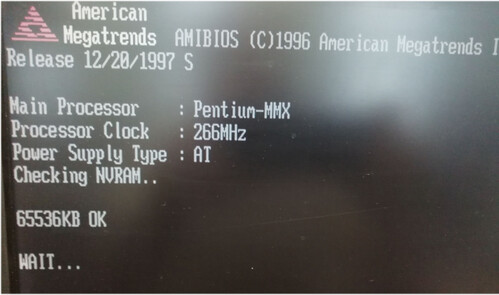 American
Megatrends AMIBIOS (C)1996 American Megatrends I
Release 12/20/1997 S
Main Processor : Pentium-MMX
Processor Clock : 266MHz
Power Supply Type : AT
Checking NVRAM..
65536KB OK
WAIT...